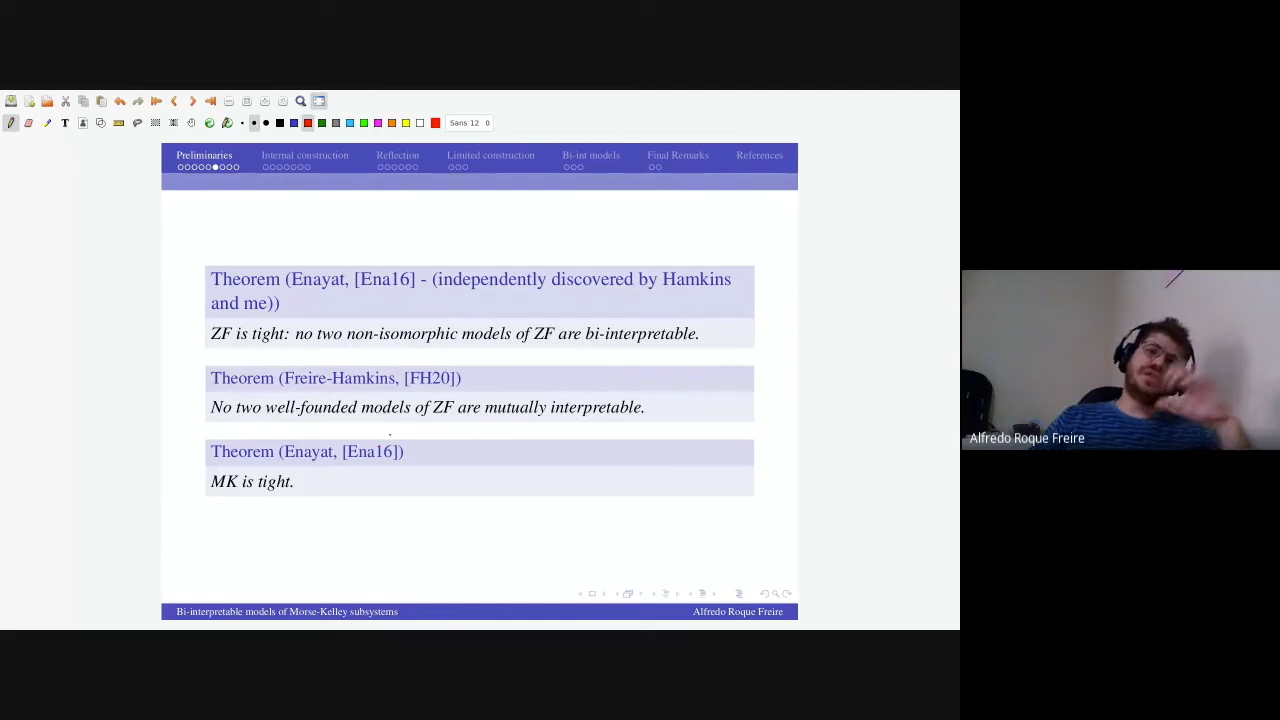 Sans 12 0
Preliminaries Internal construction Reflection Limited construction Bi-int models Final Remarks References
Theorem (Enayat, [Ena16] - (independently discovered by Hamkins
and me))
ZF is tight: no two non-isomorphic models of ZF are bi-interpretable.
Theorem (Freire-Hamkins, [FH20])
No two well-founded models of ZF are mutually interpretable.
Theorem (Enayat, [Ena16])
MK is tight.
Bi-interpretable models of Morse-Kelley subsystems Alfredo Roque Freire
Alfredo Roque Freire